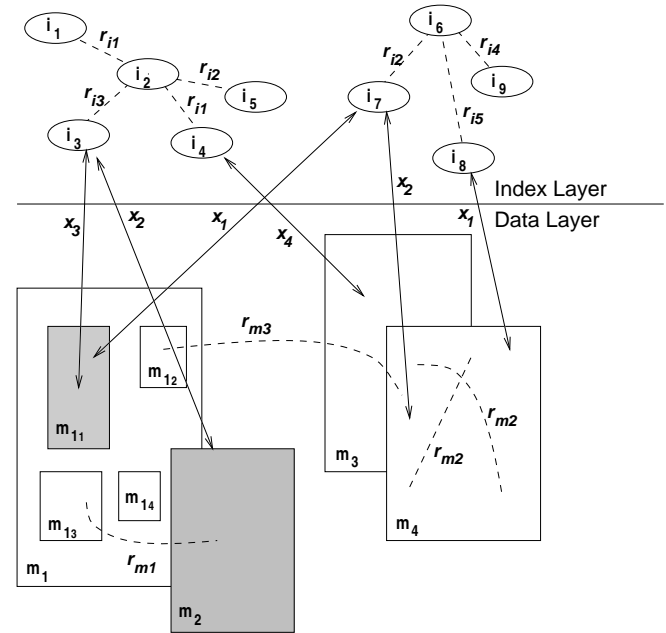 i1
i6
ri1
ri2
ri4
i2
ri2
i9
ri3
ri1
i5
i7
ri5
i3
i4
i8
x2
Index Layer
x3
x2
x1
x4
x1
Data Layer
rm3
m12
m11
rm2
m3
rm2
m14
m13
m4
rm1
m1
m2